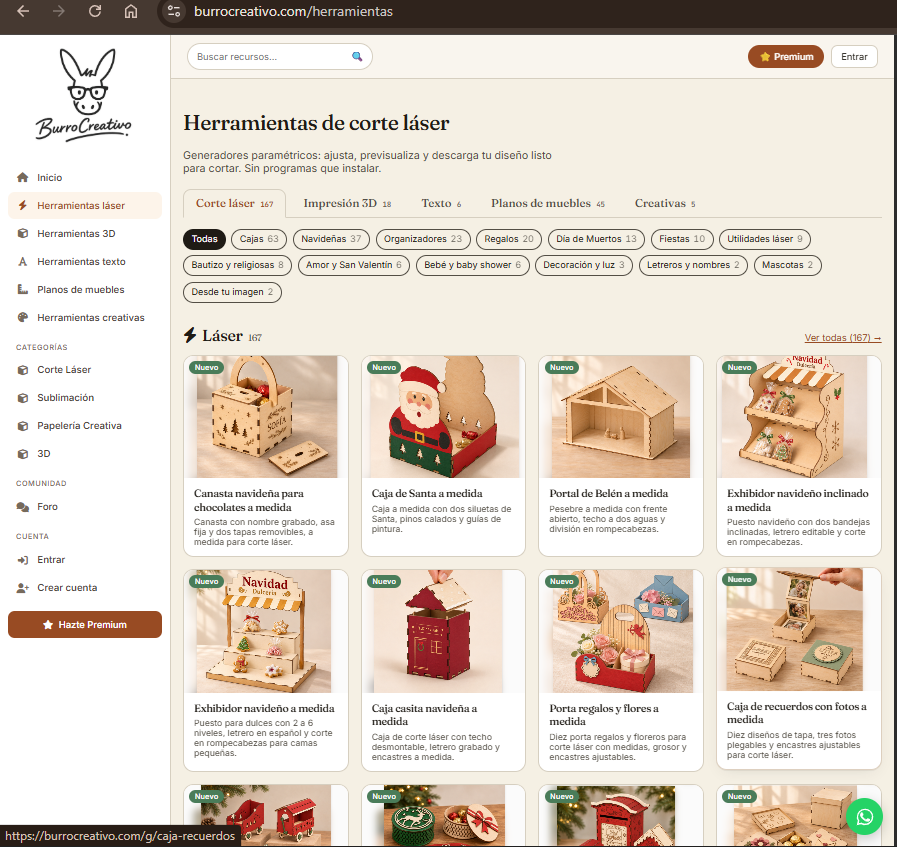 burrocreativo.com/herramientas
BurroCreativo
Buscar recursos...
Premium
Entrar
Inicio
Herramientas láser
Herramientas 3D
Herramientas texto
Planos de muebles
Herramientas creativas
CATEGORÍAS
Corte Láser
Sublimación
Papelería Creativa
3D
COMUNIDAD
Foro
CUENTA
Entrar
Crear cuenta
Hazte Premium
Herramientas de corte láser
Generadores paramétricos: ajusta, previsualiza y descarga tu diseño listo
para cortar. Sin programas que instalar.
Corte láser 167
Impresión 3D 18
Texto 6
Planos de muebles 45
Creativas 5
Todas
Cajas 63
Navideñas 37
Organizadores 23
Regalos 20
Día de Muertos 13
Fiestas 10
Utilidades láser 9
Bautizo y religiosas 8
Amor y San Valentín 6
Bebé y baby shower 6
Decoración y luz 3
Letreros y nombres 2
Mascotas 2
Desde tu imagen 2
Láser 167
Ver todas (167) →
Nuevo
SOFÍA
Canasta navideña para
chocolates a medida
Canasta con nombre grabado, asa
fija y dos tapas removibles, a
medida para corte láser.
Nuevo
Caja de Santa a medida
Caja a medida con dos siluetas de
Santa, pinos calados y guías de
pintura.
Nuevo
Portal de Belén a medida
Pesebre a medida con frente
abierto, techo a dos aguas y
división en rompecabezas.
Nuevo
Navidad
Dulcería
Exhibidor navideño inclinado
a medida
Puesto navideño con dos bandejas
inclinadas, letrero editable y corte
en rompecabezas.
Nuevo
Navidad
Dulcería
Exhibidor navideño a medida
Puesto para dulces con 2 a 6
niveles, letrero en español y corte
en rompecabezas para camas
pequeñas.
Nuevo
Caja casita navideña a
medida
Caja de corte láser con techo
desmontable, letrero grabado y
encastres a medida.
Nuevo
Porta regalos y flores a
medida
Diez porta regalos y floreros para
corte láser con medidas, grosor y
encastres ajustables.
Nuevo
Caja de recuerdos con fotos a
medida
Diez diseños de tapa, tres fotos
plegables y encastres ajustables
para corte láser.
Nuevo
Nuevo
Nuevo
Nuevo
https://burrocreativo.com/g/caja-recuerdos